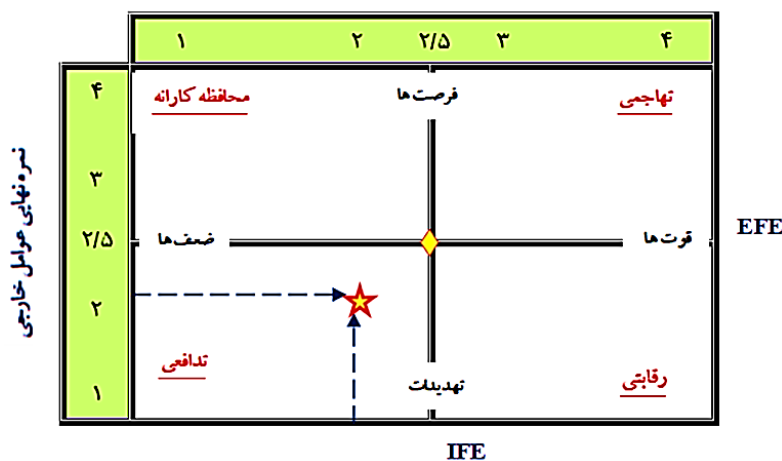 ۱ ۲ ۲/۵ ۳ ۴
محافظه کارانه
فرصت‌ها
تهاجمی
۴
۳
۲/۵
۲
۱
نمره نهایی عوامل خارجی
ضعف‌ها
قوت‌ها
EFE
تدافعی
تهدیدات
رقابتی
IFE